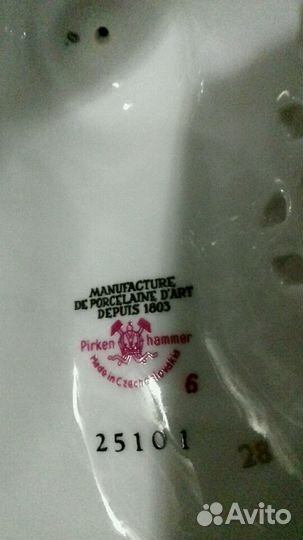 MANUFACTURE
DE PORCELAINE D'ART
DEPUIS 1803
Pirken hammer
Made in Czechoslovakia
6
25101
28
Avito